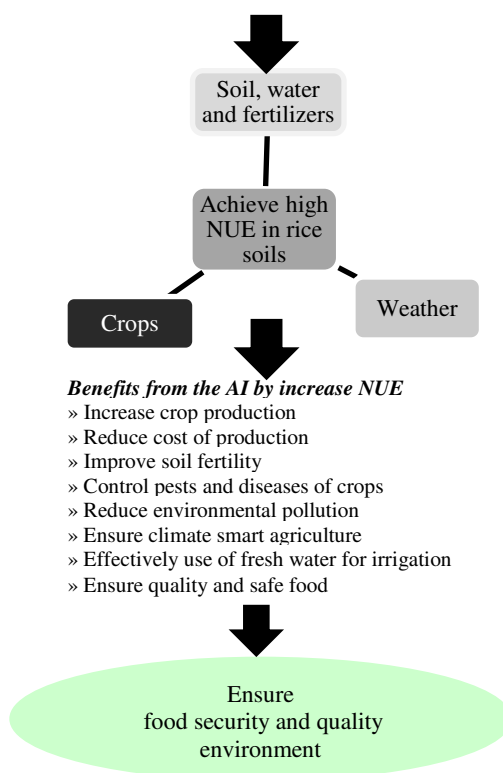 Soil, water
and fertilizers
Achieve high
NUE in rice
soils
Crops
Weather
Benefits from the AI by increase NUE
» Increase crop production
» Reduce cost of production
» Improve soil fertility
» Control pests and diseases of crops
» Reduce environmental pollution
» Ensure climate smart agriculture
» Effectively use of fresh water for irrigation
» Ensure quality and safe food
Ensure
food security and quality
environment